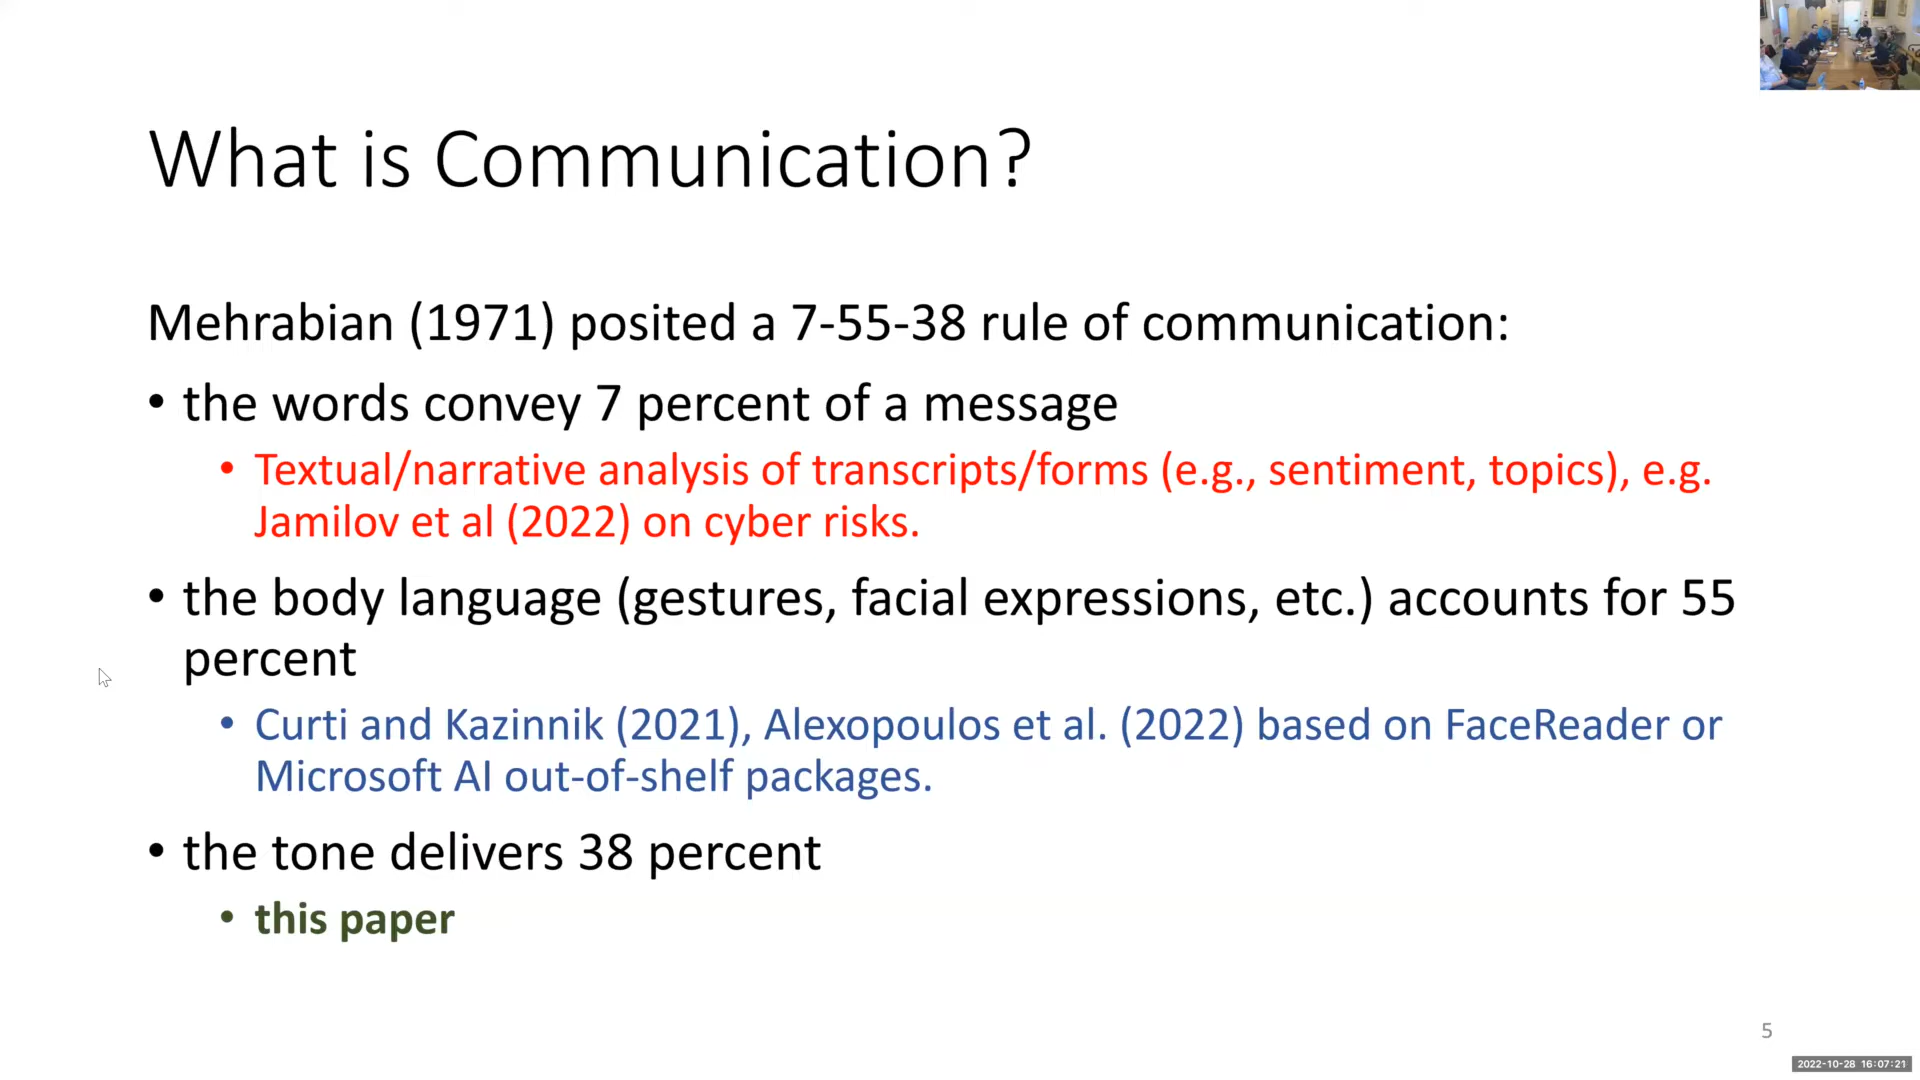 What is Communication?
Mehrabian (1971) posited a 7-55-38 rule of communication:
• the words convey 7 percent of a message
• Textual/narrative analysis of transcripts/forms (e.g., sentiment, topics), e.g.
Jamilov et al (2022) on cyber risks.
• the body language (gestures, facial expressions, etc.) accounts for 55
percent
• Curti and Kazinnik (2021), Alexopoulos et al. (2022) based on FaceReader or
Microsoft AI out-of-shelf packages.
• the tone delivers 38 percent
• this paper
5
2022-10-28 16:07:21